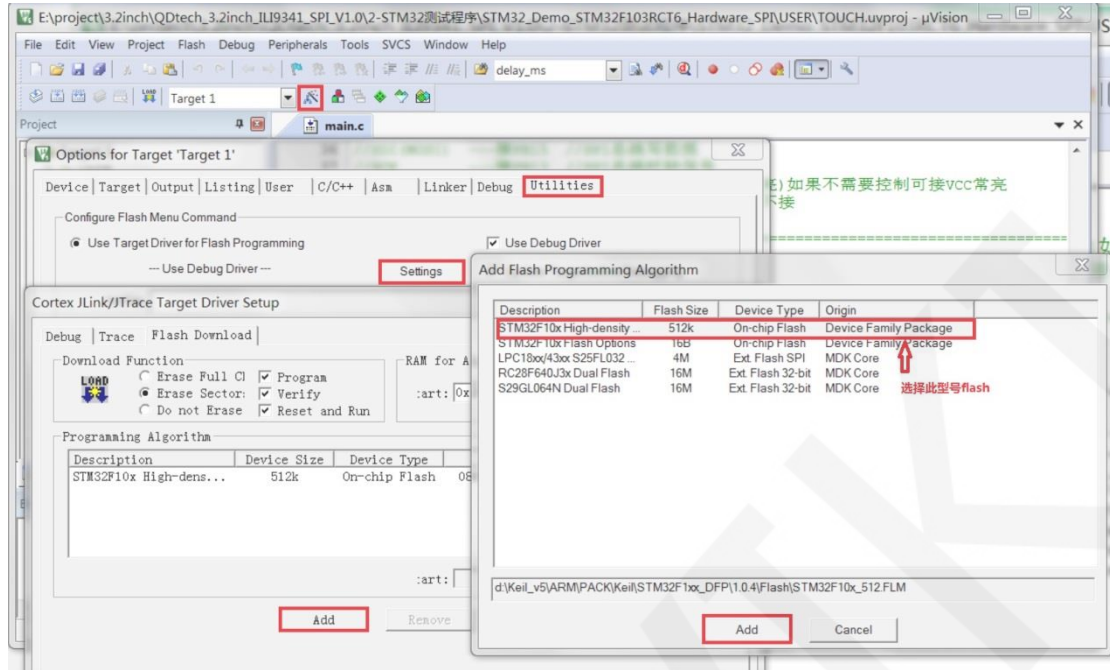 E:\project\3.2inch\QDtech_3.2inch_ILI9341_SPI_V1.0\2-STM32测试程序\STM32_Demo_STM32F103RCT6_Hardware_SPI\USER\TOUCH.uvproj - µVision
File Edit View Project Flash Debug Peripherals Tools SVCS Window Help
delay_ms
LOAD Target 1
Project
main.c
Options for Target 'Target 1'
如果不需要控制可接VCC常亮
接
Device Target Output Listing User C/C++ Asm Linker Debug Utilities
Configure Flash Menu Command
Use Target Driver for Flash Programming
Use Debug Driver
--- Use Debug Driver ---
Settings
Cortex JLink/JTrace Target Driver Setup
Debug Trace Flash Download
Download Function
LOAD
Erase Full Cl
Program
Erase Sector:
Verify
Do not Erase
Reset and Run
RAM for A
:art: 0x
Programming Algorithm
Description Device Size Device Type
STM32F10x High-dens... 512k On-chip Flash 08
:art:
Add
Remove
Add Flash Programming Algorithm
Description Flash Size Device Type Origin
STM32F10x High-density ... 512k On-chip Flash Device Family Package
STM32F10x Flash Options 16B On-chip Flash Device Family Package
LPC18xx/43xx S25FL032 ... 4M Ext. Flash SPI MDK Core
RC28F640J3x Dual Flash 16M Ext. Flash 32-bit MDK Core
S29GL064N Dual Flash 16M Ext. Flash 32-bit MDK Core
选择此型号flash
d:\Keil_v5\ARM\PACK\Keil\STM32F1xx_DFP\1.0.4\Flash\STM32F10x_512.FLM
Add
Cancel